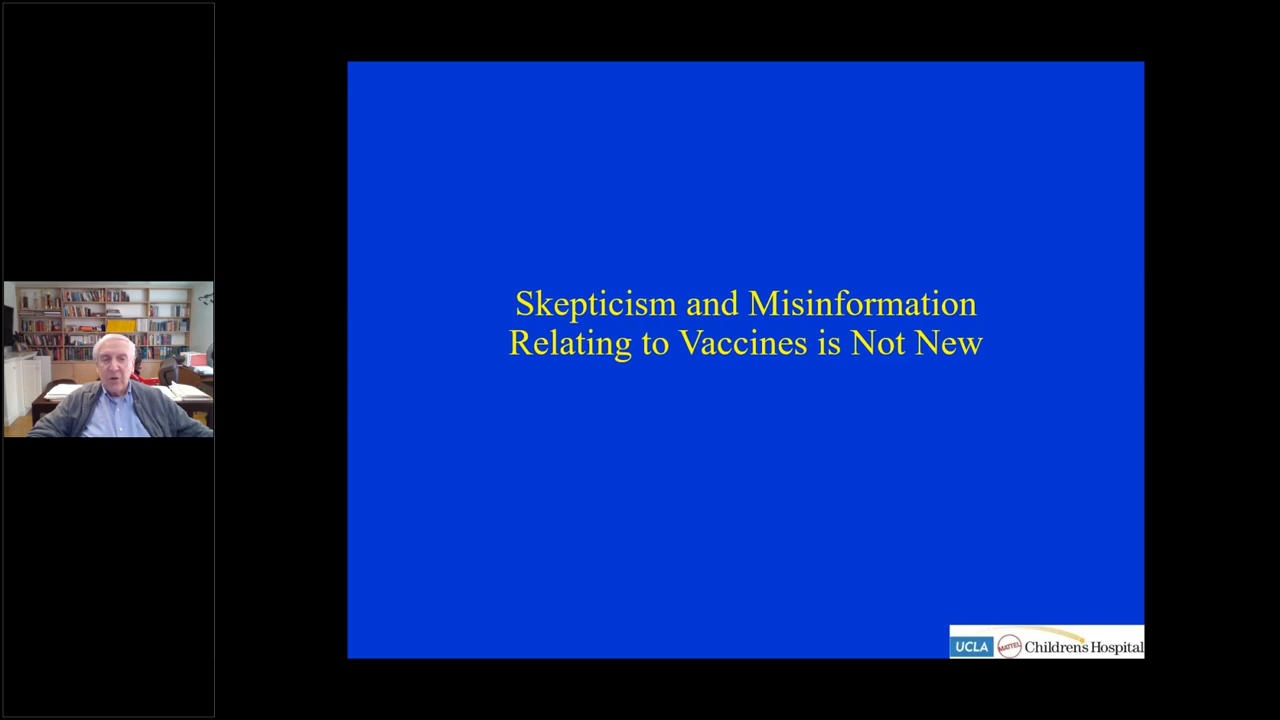 Skepticism and Misinformation
Relating to Vaccines is Not New
UCLA MATTEL Childrens Hospital